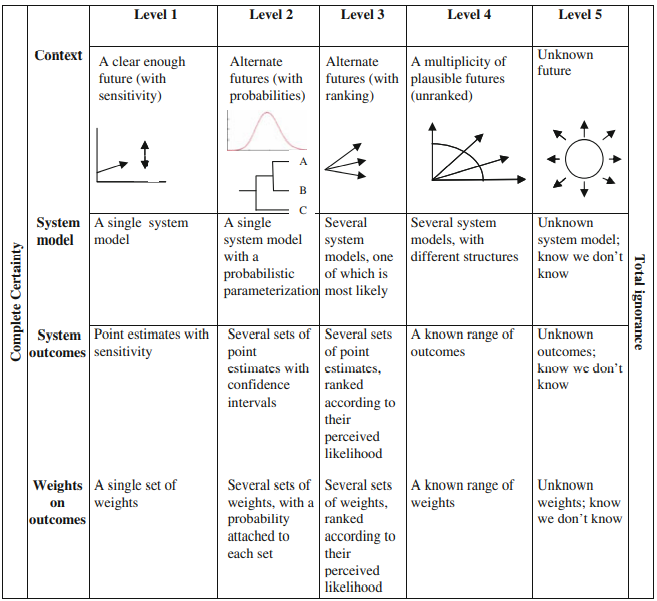 Level 1
Level 2
Level 3
Level 4
Level 5
Complete Certainty
Context
A clear enough
future (with
sensitivity)
Alternate
futures (with
probabilities)
A
B
C
Alternate
futures (with
ranking)
A multiplicity of
plausible futures
(unranked)
Unknown
future
System
model
A single system
model
A single
system model
with a
probabilistic
parameterization
Several
system
models, one
of which is
most likely
Several system
models, with
different structures
Unknown
system model;
know we don't
know
System
outcomes
Point estimates with
sensitivity
Several sets of
point
estimates with
confidence
intervals
Several sets
of point
estimates,
ranked
according to
their
perceived
likelihood
A known range of
outcomes
Unknown
outcomes;
know we don't
know
Weights
on
outcomes
A single set of
weights
Several sets of
weights, with a
probability
attached to
each set
Several sets
of weights,
ranked
according to
their
perceived
likelihood
A known range of
weights
Unknown
weights; know
we don't know
Total ignorance